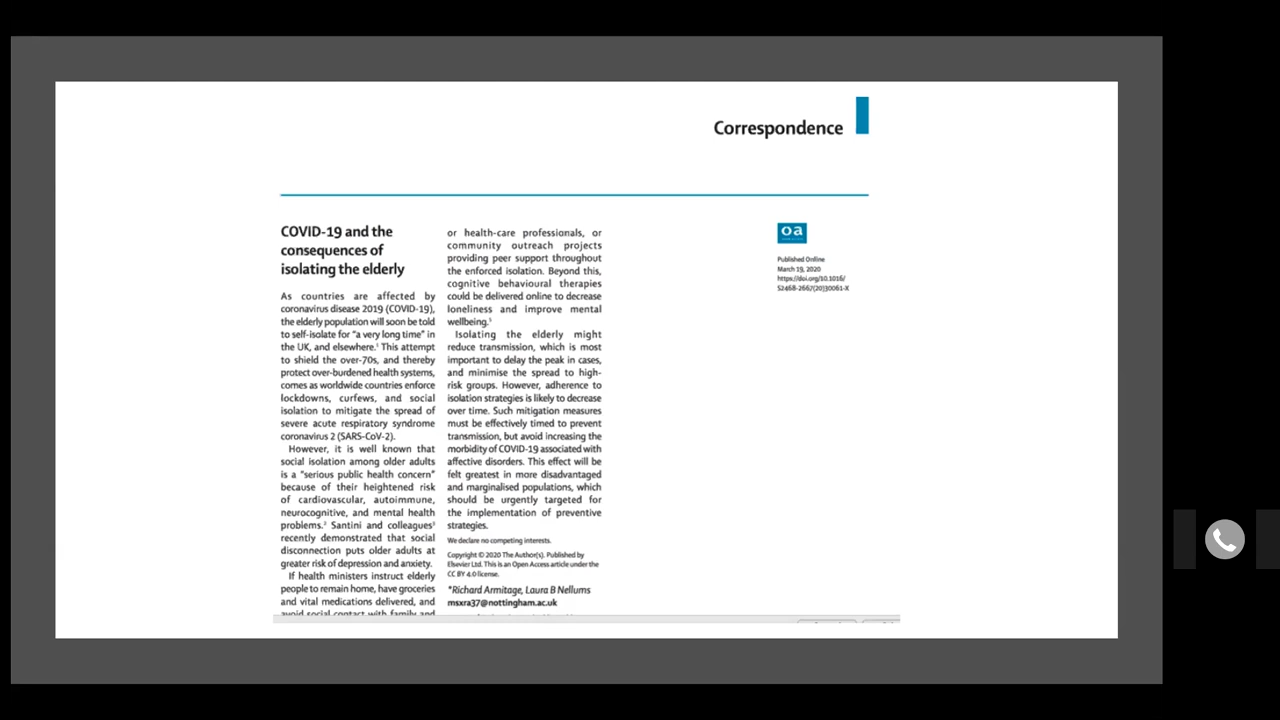 Correspondence
COVID-19 and the
consequences of
isolating the elderly
As countries are affected by
coronavirus disease 2019 (COVID-19),
the elderly population will soon be told
to self-isolate for “a very long time” in
the UK, and elsewhere.¹ This attempt
to shield the over-70s, and thereby
protect over-burdened health systems,
comes as worldwide countries enforce
lockdowns, curfews, and social
isolation to mitigate the spread of
severe acute respiratory syndrome
coronavirus 2 (SARS-CoV-2).
However, it is well known that
social isolation among older adults
is a “serious public health concern”
because of their heightened risk
of cardiovascular, autoimmune,
neurocognitive, and mental health
problems.² Santini and colleagues³
recently demonstrated that social
disconnection puts older adults at
greater risk of depression and anxiety.
If health ministers instruct elderly
people to remain home, have groceries
and vital medications delivered, and
avoid social contact with family and
or health-care professionals, or
community outreach projects
providing peer support throughout
the enforced isolation. Beyond this,
cognitive behavioural therapies
could be delivered online to decrease
loneliness and improve mental
wellbeing.⁵
Isolating the elderly might
reduce transmission, which is most
important to delay the peak in cases,
and minimise the spread to high-
risk groups. However, adherence to
isolation strategies is likely to decrease
over time. Such mitigation measures
must be effectively timed to prevent
transmission, but avoid increasing the
morbidity of COVID-19 associated with
affective disorders. This effect will be
felt greatest in more disadvantaged
and marginalised populations, which
should be urgently targeted for
the implementation of preventive
strategies.
We declare no competing interests.
Copyright © 2020 The Author(s). Published by
Elsevier Ltd. This is an Open Access article under the
CC BY 4.0 license.
*Richard Armitage, Laura B Nellums
msxra37@nottingham.ac.uk
oa
Published Online
March 19, 2020
https://doi.org/10.1016/
S2468-2667(20)30061-X